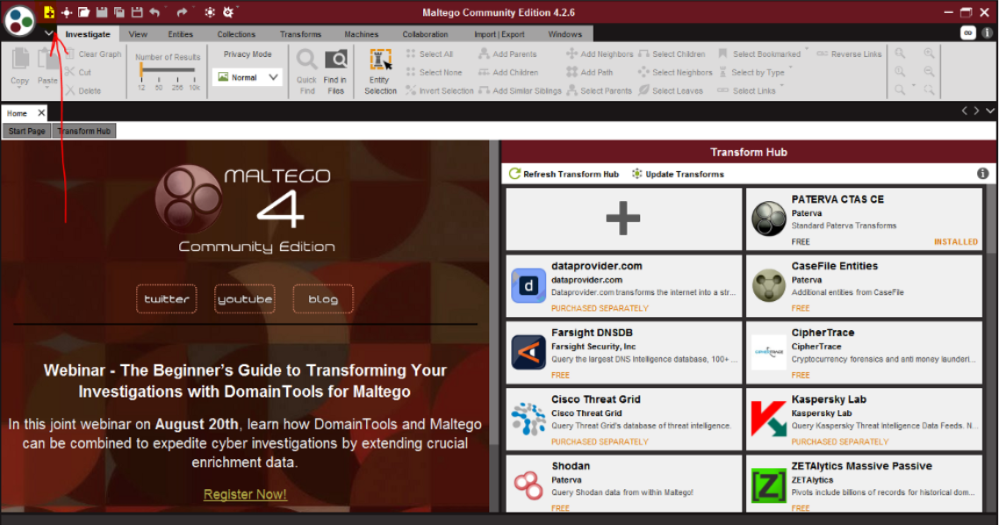 Maltego Community Edition 4.2.6
Investigate View Entities Collections Transforms Machines Collaboration Import | Export Windows
Copy
Paste
Clear Graph
Cut
Delete
Number of Results
12 50 256 10k
Privacy Mode
Normal
Quick
Find
Find in
Files
Entity
Selection
Select All
Select None
Invert Selection
Add Parents
Add Children
Add Similar Siblings
Add Neighbors
Add Path
Select Parents
Select Children
Select Neighbors
Select Leaves
Select Bookmarked
Select by Type
Select Links
Reverse Links
Home
Start Page Transform Hub
MALTEGO
4
Community Edition
twitter youtube blog
Webinar - The Beginner's Guide to Transforming Your
Investigations with DomainTools for Maltego
In this joint webinar on August 20th, learn how DomainTools and Maltego
can be combined to expedite cyber investigations by extending crucial
enrichment data.
Register Now!
Transform Hub
Refresh Transform Hub Update Transforms
PATERVA CTAS CE
Paterva
Standard Paterva Transforms
FREE INSTALLED
d
dataprovider.com
dataprovider.com
Dataprovider.com transforms the internet into a str...
PURCHASED SEPARATELY
CaseFile Entities
Paterva
Additional entities from CaseFile
FREE
Farsight DNSDB
Farsight Security, Inc
Query the largest DNS Intelligence database, 100+ ...
FREE
CIPHERTRACE
CipherTrace
CipherTrace
Cryptocurrency forensics and anti money launderi...
FREE
Cisco Threat Grid
Cisco Threat Grid
Query Threat Grid's database of threat intelligence.
PURCHASED SEPARATELY
Kaspersky Lab
Kaspersky Lab
Query Kaspersky Threat Intelligence Data Feeds. N...
PURCHASED SEPARATELY
Shodan
Paterva
Query Shodan data from within Maltego!
FREE
[Z]
ZETAlytics Massive Passive
ZETAlytics
Pivots include billions of records for historical dom...
FREE